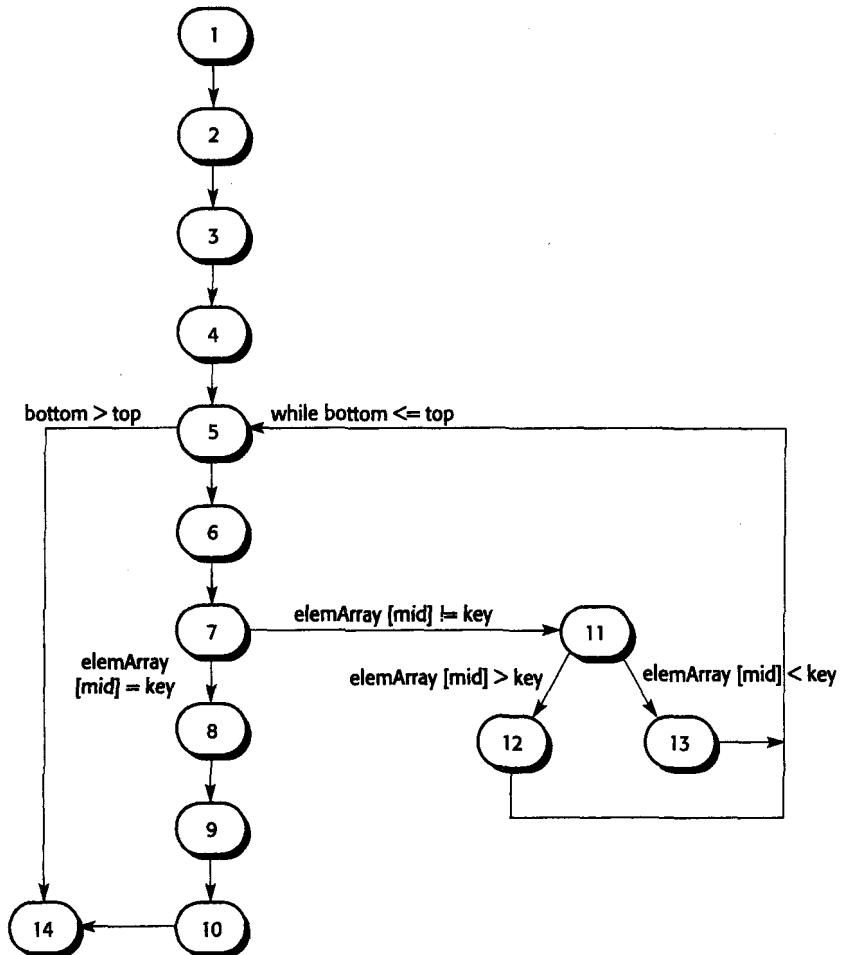 1
2
3
4
bottom > top
while bottom <= top
5
6
7
elemArray [mid] != key
11
elemArray
[mid] = key
elemArray [mid] > key
elemArray [mid] < key
8
12
13
9
14
10